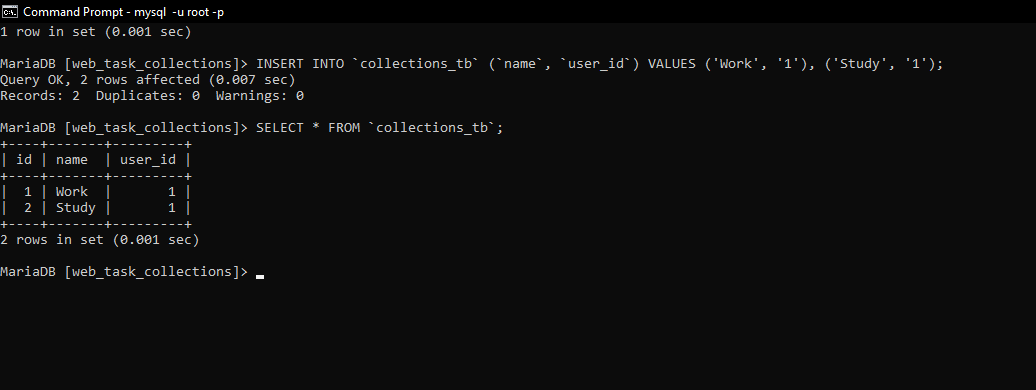 Command Prompt - mysql  -u root -p
1 row in set (0.001 sec)
MariaDB [web_task_collections]> INSERT INTO `collections_tb` (`name`, `user_id`) VALUES ('Work', '1'), ('Study', '1');
Query OK, 2 rows affected (0.007 sec)
Records: 2  Duplicates: 0  Warnings: 0
MariaDB [web_task_collections]> SELECT * FROM `collections_tb`;
+----+-------+---------+
| id | name  | user_id |
+----+-------+---------+
|  1 | Work  |       1 |
|  2 | Study |       1 |
+----+-------+---------+
2 rows in set (0.001 sec)
MariaDB [web_task_collections]> _